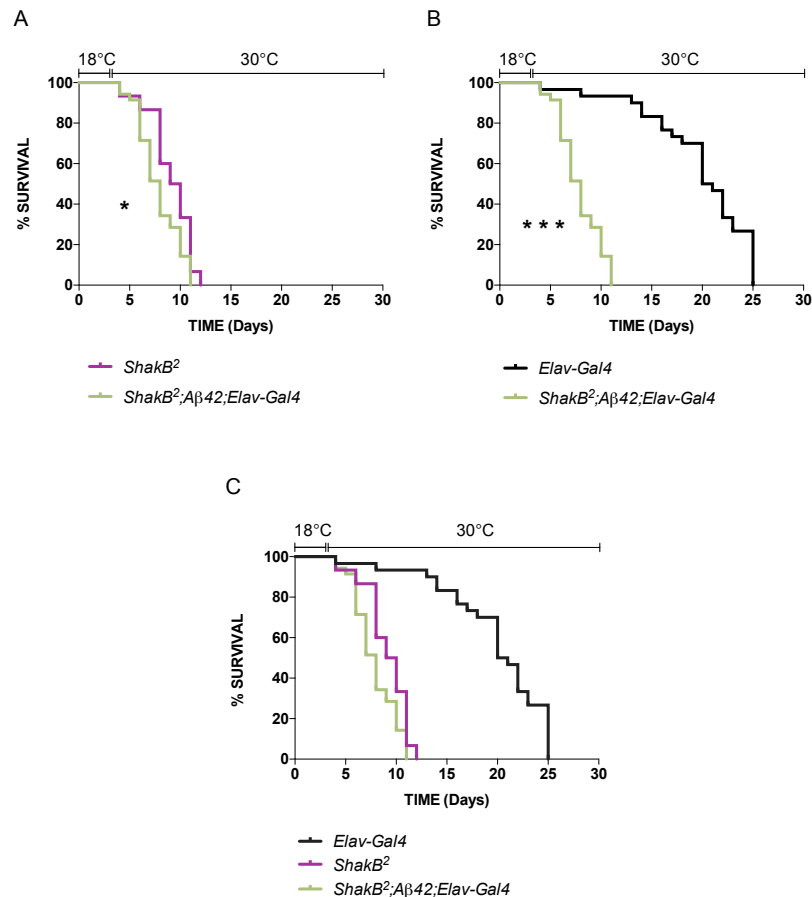 A
18°C 30°C
100
80
60
40
20
0
% SURVIVAL
*
0 5 10 15 20 25 30
TIME (Days)
ShakB²
ShakB²;Aβ42;Elav-Gal4
B
18°C 30°C
100
80
60
40
20
0
% SURVIVAL
* * *
0 5 10 15 20 25 30
TIME (Days)
Elav-Gal4
ShakB²;Aβ42;Elav-Gal4
C
18°C 30°C
100
80
60
40
20
0
% SURVIVAL
0 5 10 15 20 25 30
TIME (Days)
Elav-Gal4
ShakB²
ShakB²;Aβ42;Elav-Gal4